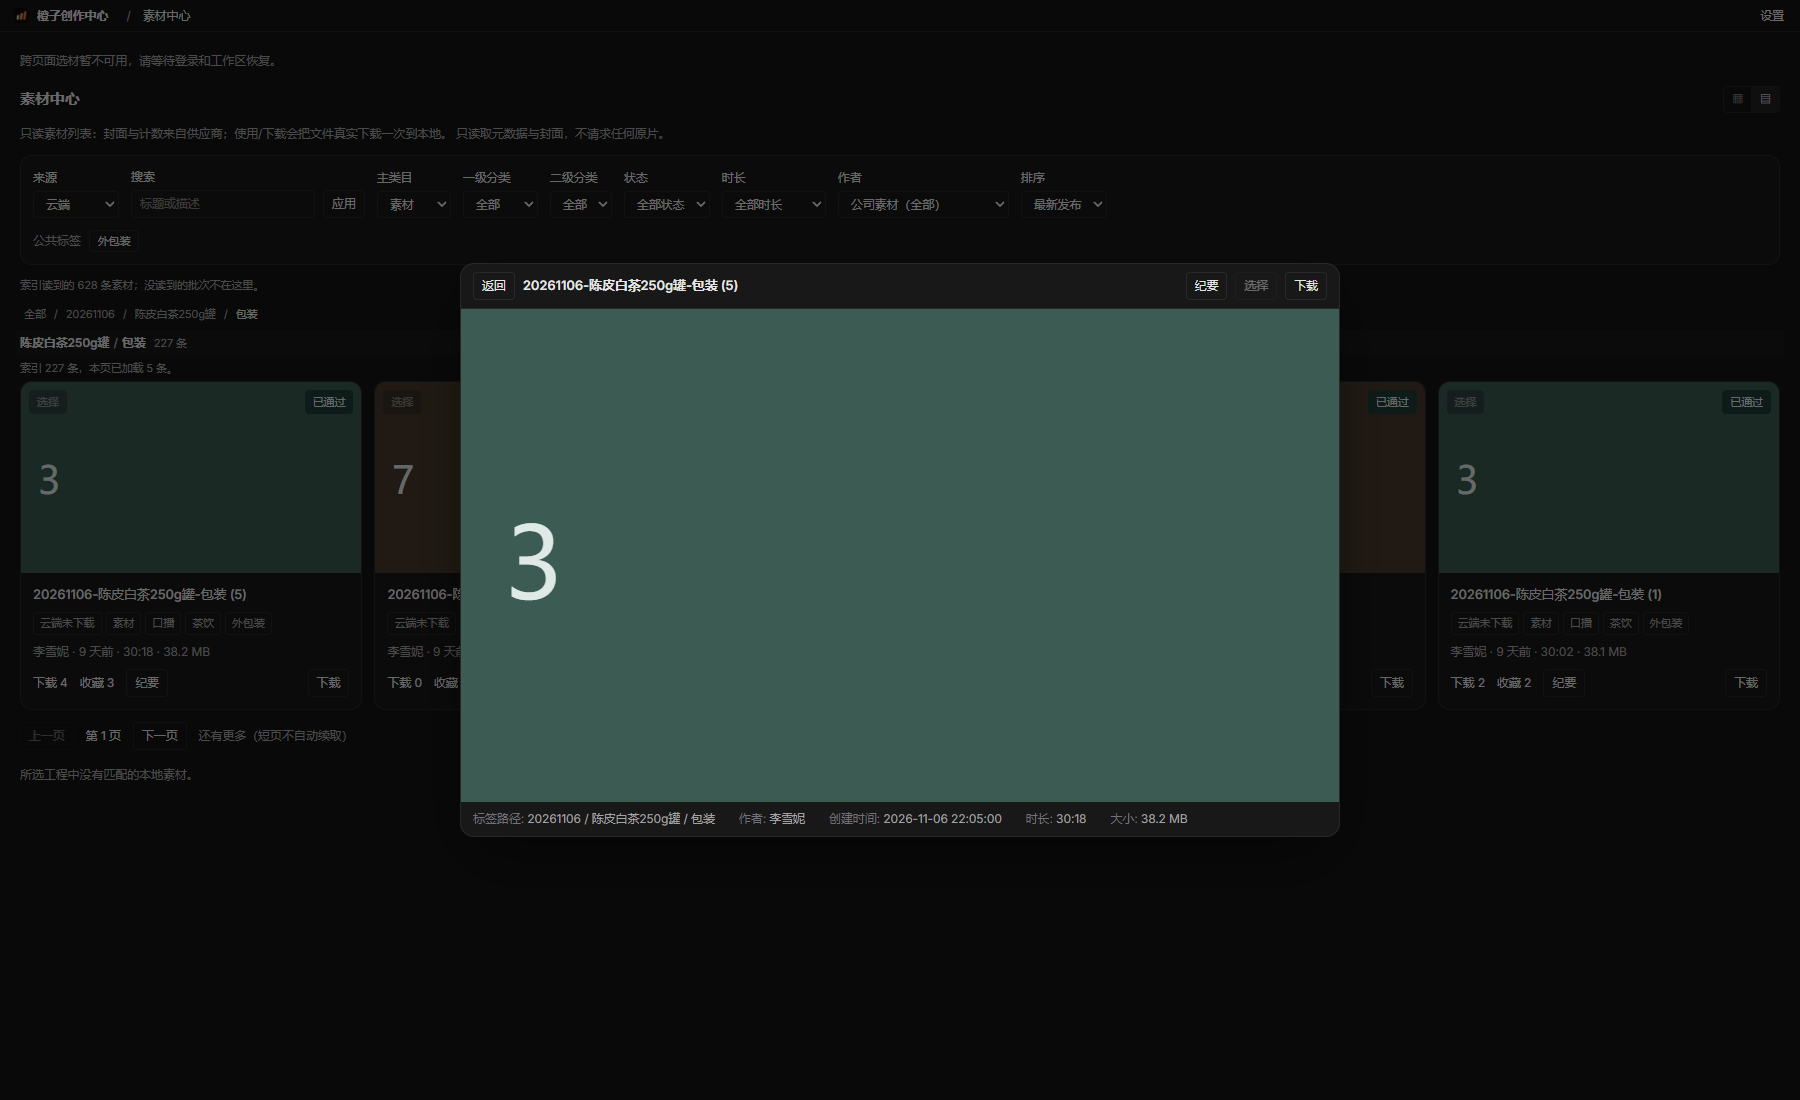 橙子创作中心 / 素材中心 设置
跨页面选材暂不可用，请等待登录和工作区恢复。
素材中心
只读素材列表：封面与计数来自供应商；使用/下载会把文件真实下载一次到本地。 只读取元数据与封面，不请求任何原片。
来源 搜索 主类目 一级分类 二级分类 状态 时长 作者 排序
云端 标题或描述 应用 素材 全部 全部 全部状态 全部时长 公司素材（全部） 最新发布
公共标签 外包装
索引读到的 628 条素材；没读到的批次不在这里。
全部 / 20261106 / 陈皮白茶250g罐 / 包装
陈皮白茶250g罐 / 包装 227 条
索引 227 条，本页已加载 5 条。
返回 20261106-陈皮白茶250g罐-包装 (5) 纪要 选择 下载
3
标签路径: 20261106 / 陈皮白茶250g罐 / 包装 作者: 李雪妮 创建时间: 2026-11-06 22:05:00 时长: 30:18 大小: 38.2 MB
选择 已通过
3
20261106-陈皮白茶250g罐-包装 (5)
云端未下载 素材 口播 茶饮 外包装
李雪妮 · 9 天前 · 30:18 · 38.2 MB
下载 4 收藏 3 纪要 下载
选择
7
20261106-
云端未下载
李雪妮 · 9 天前
下载 0 收藏
已通过
下载
选择 已通过
3
20261106-陈皮白茶250g罐-包装 (1)
云端未下载 素材 口播 茶饮 外包装
李雪妮 · 9 天前 · 30:02 · 38.1 MB
下载 2 收藏 2 纪要 下载
上一页 第 1 页 下一页 还有更多（短页不自动续取）
所选工程中没有匹配的本地素材。